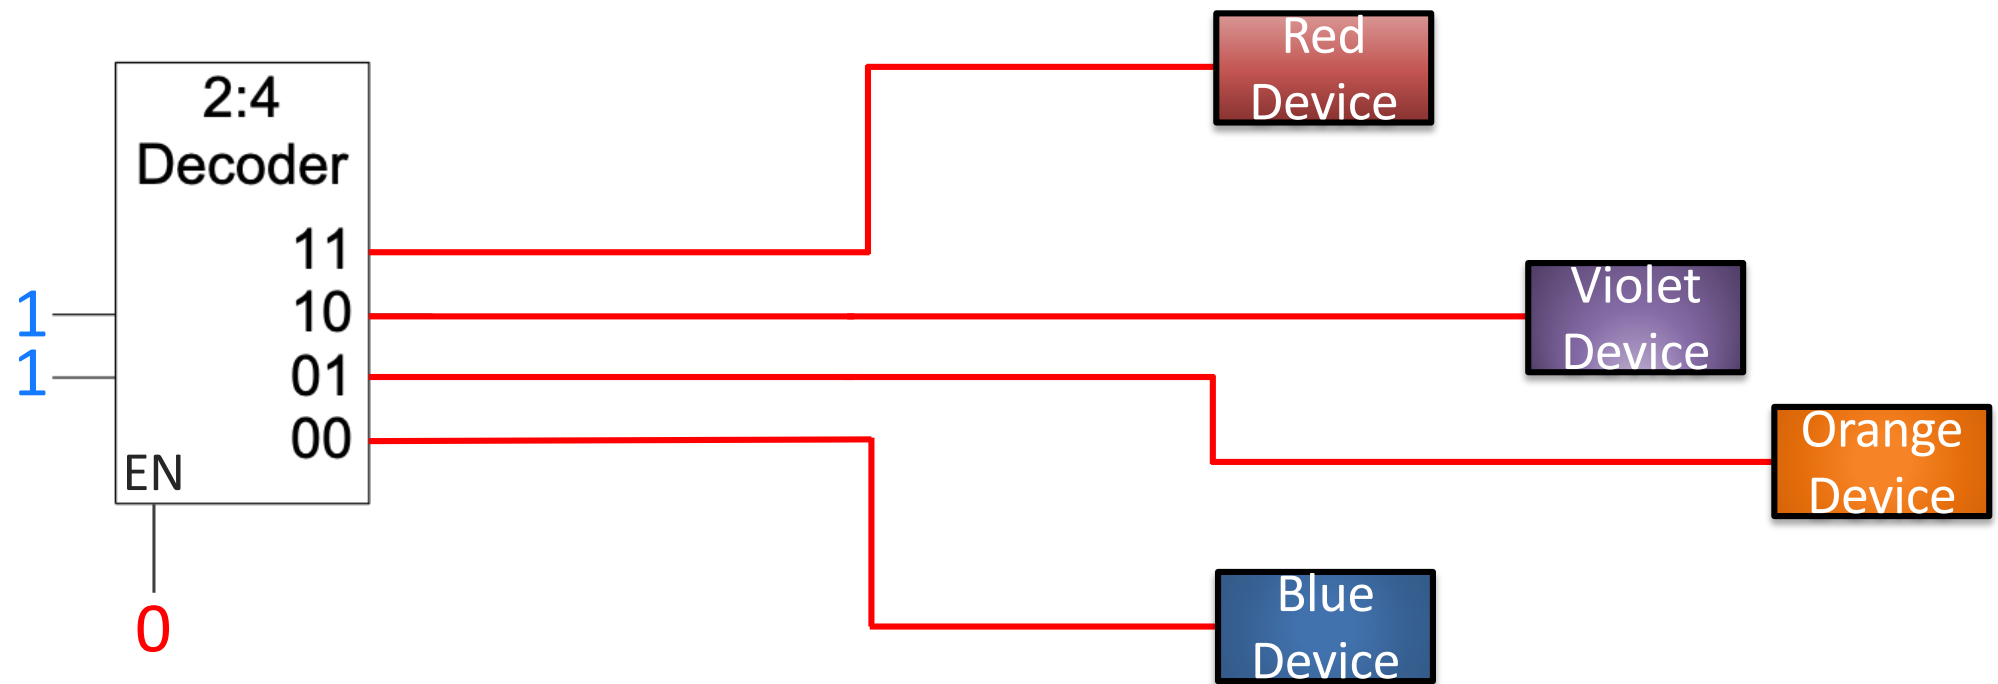 2:4
Decoder
11
10
01
00
EN
1
1
0
Red
Device
Violet
Device
Orange
Device
Blue
Device